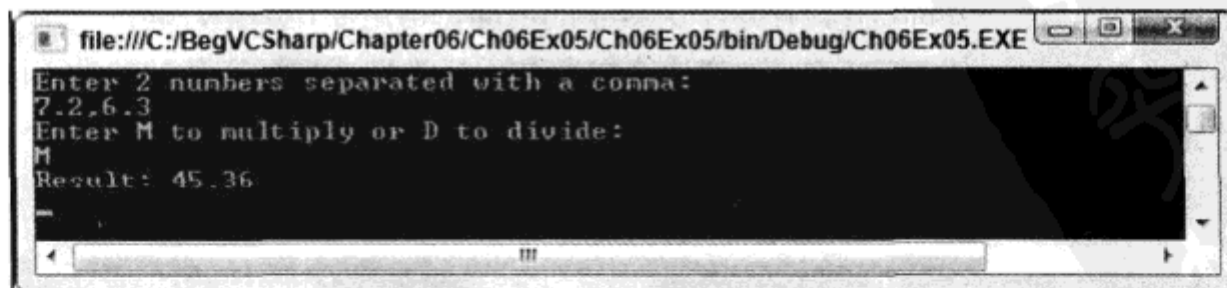 file:///C:/BegVCSharp/Chapter06/Ch06Ex05/Ch06Ex05/bin/Debug/Ch06Ex05.EXE
Enter 2 numbers separated with a comma:
7.2,6.3
Enter M to multiply or D to divide:
M
Result: 45.36